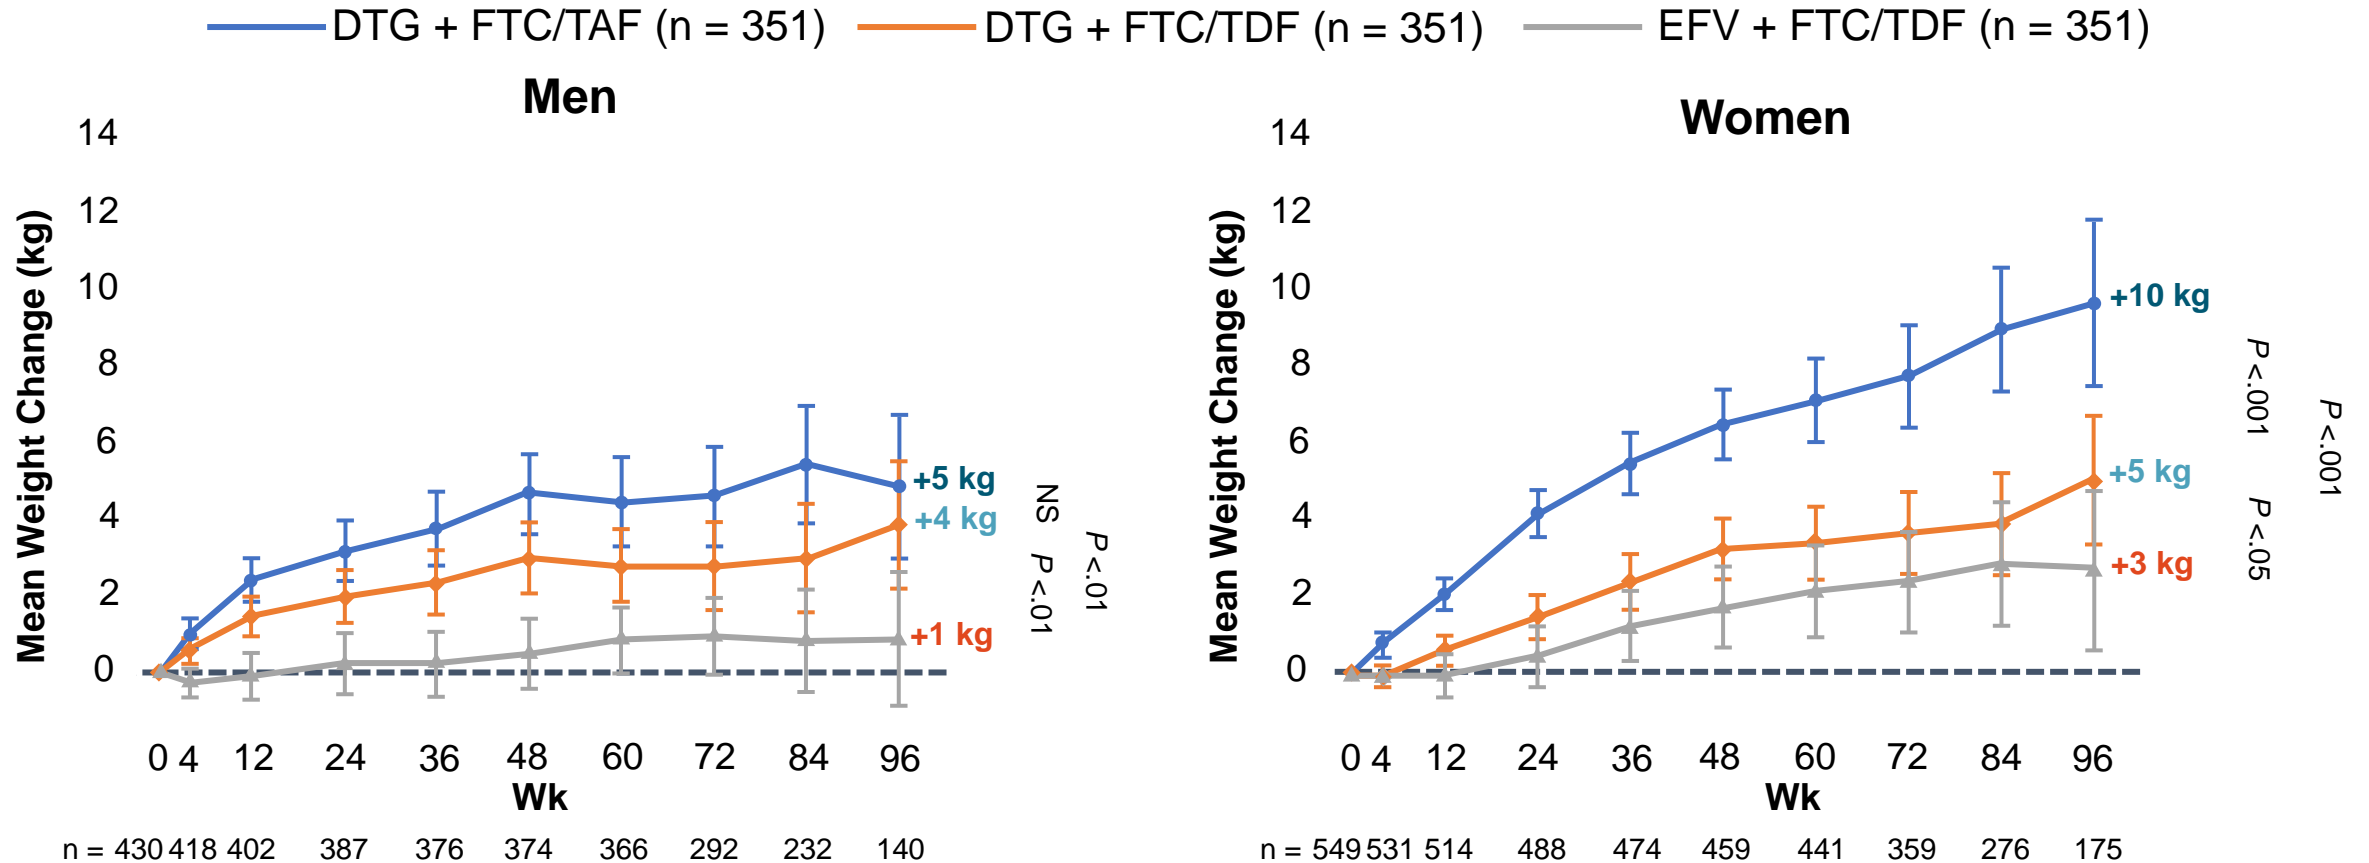 DTG + FTC/TAF (n = 351) DTG + FTC/TDF (n = 351) EFV + FTC/TDF (n = 351)
Men
Mean Weight Change (kg)
14
12
10
8
6
4
2
0
+5 kg
+4 kg
+1 kg
NS
P <.01
P <.01
0 4 12 24 36 48 60 72 84 96
Wk
n = 430 418 402 387 376 374 366 292 232 140
Women
Mean Weight Change (kg)
14
12
10
8
6
4
2
0
+10 kg
+5 kg
+3 kg
P <.001
P <.05
P <.001
0 4 12 24 36 48 60 72 84 96
Wk
n = 549 531 514 488 474 459 441 359 276 175